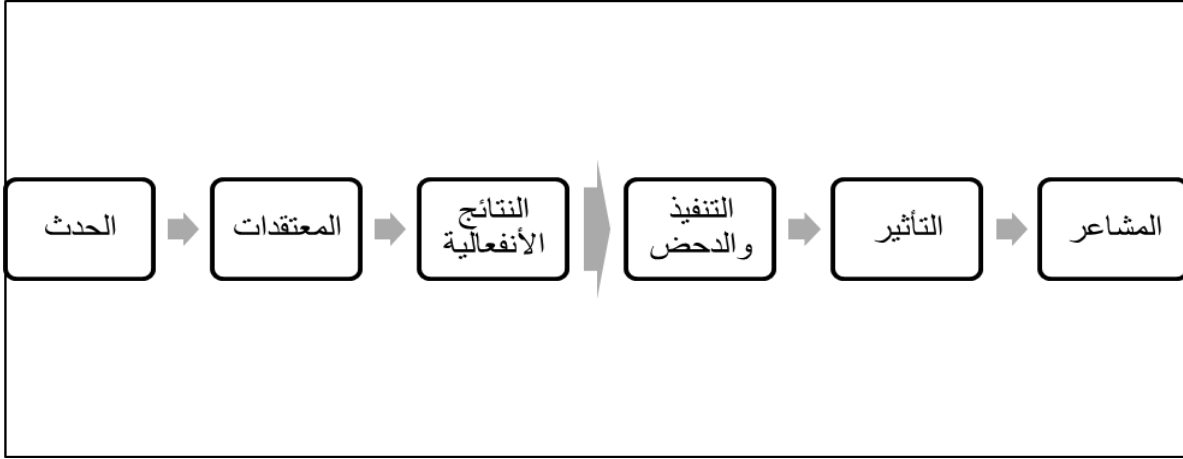 الحدث
المعتقدات
النتائج
الأنفعالية
التنفيذ
والدحض
التأثير
المشاعر